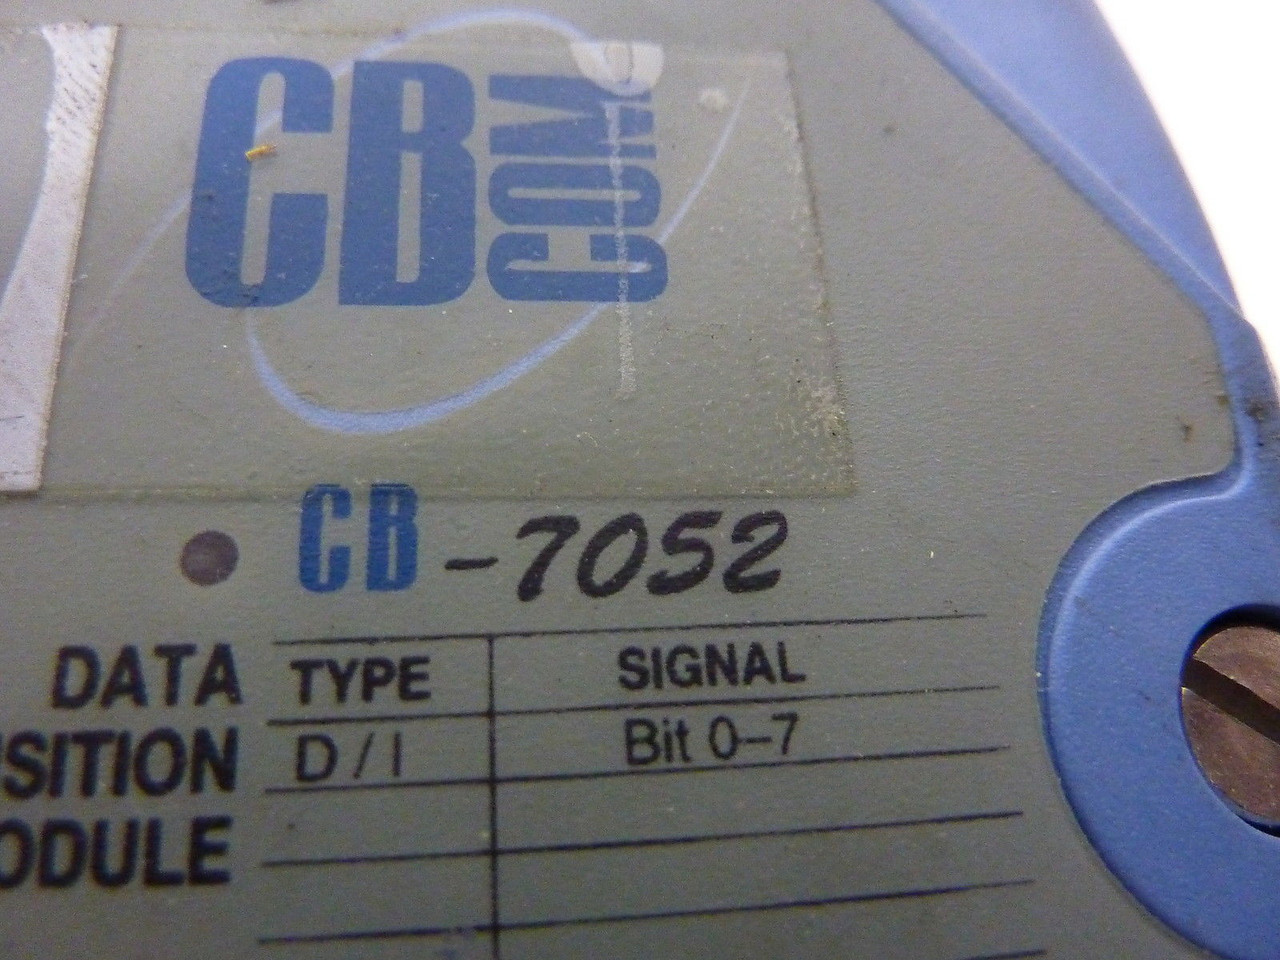 CB COM
CB-7052
DATA
TYPE SIGNAL
SITION
D/I Bit 0-7
ODULE